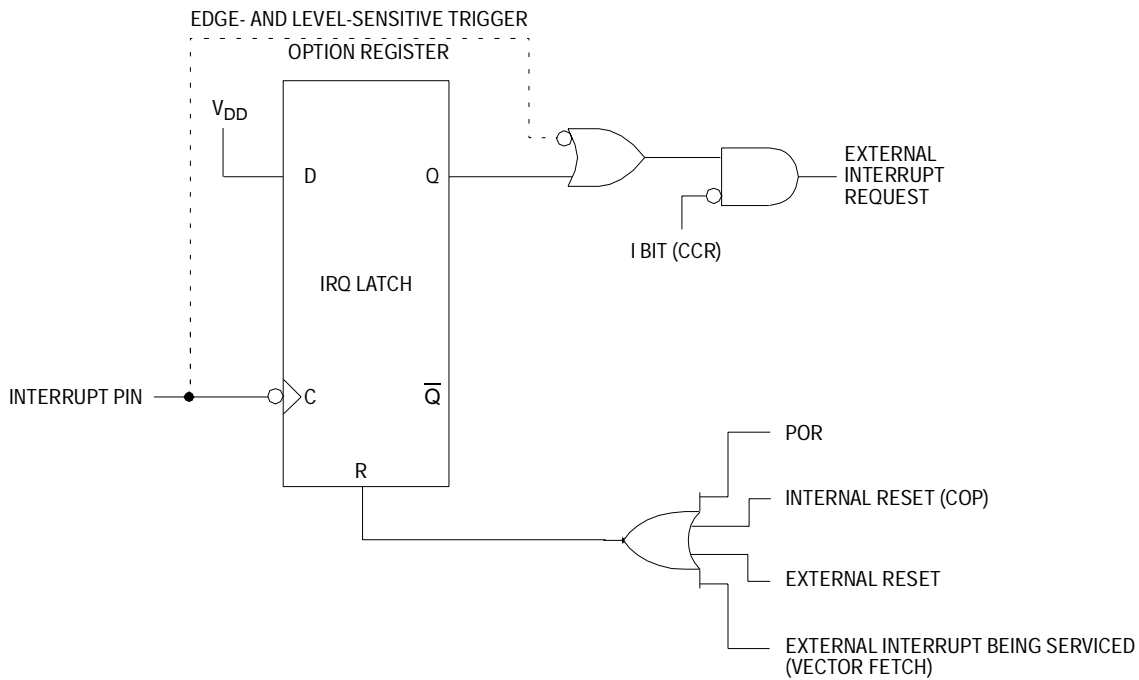 EDGE- AND LEVEL-SENSITIVE TRIGGER
OPTION REGISTER
VDD
D
Q
EXTERNAL
INTERRUPT
REQUEST
I BIT (CCR)
IRQ LATCH
INTERRUPT PIN
C
Q̅
R
POR
INTERNAL RESET (COP)
EXTERNAL RESET
EXTERNAL INTERRUPT BEING SERVICED
(VECTOR FETCH)